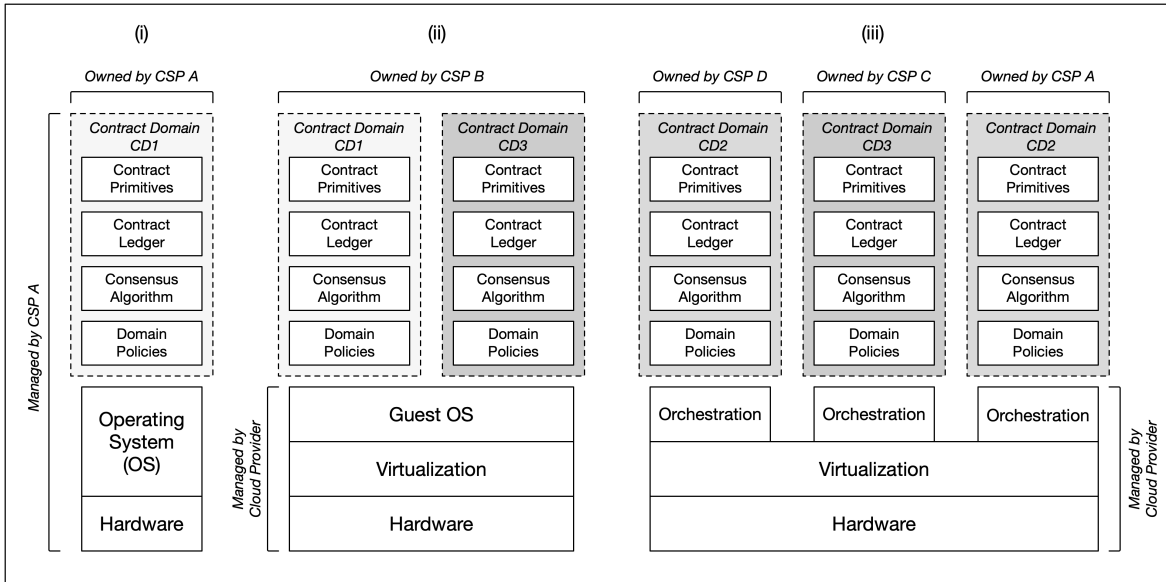 (i)
Owned by CSP A
Managed by CSP A
Contract Domain
CD1
Contract
Primitives
Contract
Ledger
Consensus
Algorithm
Domain
Policies
Operating
System
(OS)
Hardware
(ii)
Owned by CSP B
Contract Domain
CD1
Contract
Primitives
Contract
Ledger
Consensus
Algorithm
Domain
Policies
Contract Domain
CD3
Contract
Primitives
Contract
Ledger
Consensus
Algorithm
Domain
Policies
Managed by
Cloud Provider
Guest OS
Virtualization
Hardware
(iii)
Owned by CSP D
Contract Domain
CD2
Contract
Primitives
Contract
Ledger
Consensus
Algorithm
Domain
Policies
Orchestration
Owned by CSP C
Contract Domain
CD3
Contract
Primitives
Contract
Ledger
Consensus
Algorithm
Domain
Policies
Orchestration
Owned by CSP A
Contract Domain
CD2
Contract
Primitives
Contract
Ledger
Consensus
Algorithm
Domain
Policies
Orchestration
Virtualization
Hardware
Managed by
Cloud Provider